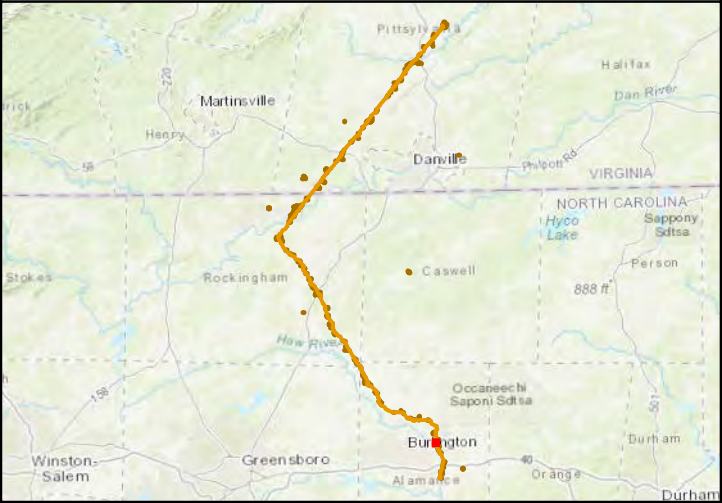 Pittsylvania
220
Halifax
Martinsville
Dan River
Henry
58
Danville
Philpott Rd
VIRGINIA
NORTH CAROLINA
Hyco
Lake
Sappony
Sdtsa
Stokes
Rockingham
Caswell
Person
888 ft
Haw River
158
Occaneechi
Saponi Sdtsa
501
Burlington
Durham
Winston-
Salem
Greensboro
40
Alamance
Orange
Durham